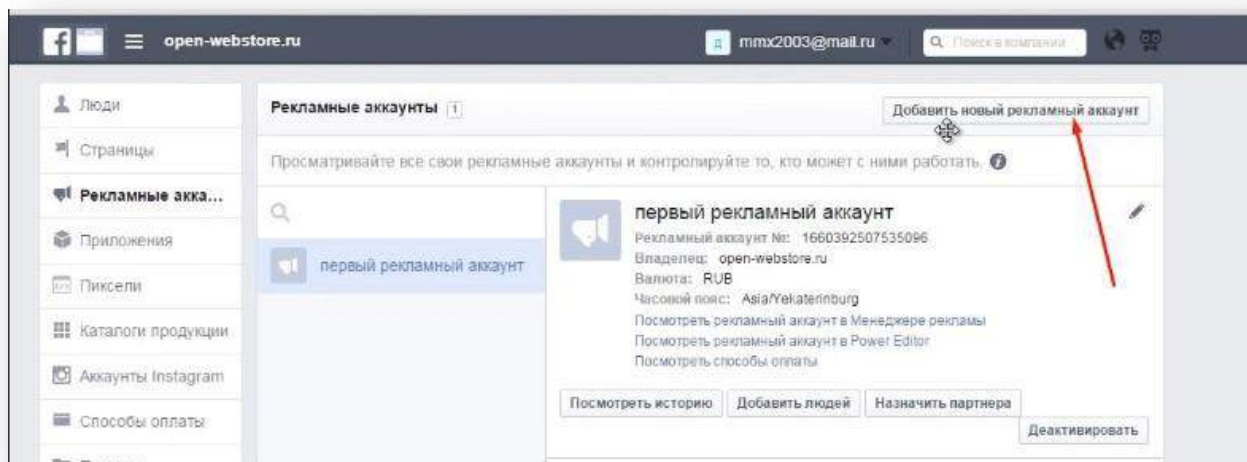 open-webstore.ru
д mmx2003@mail.ru
Поиск в компании
Люди
Страницы
Рекламные акка...
Приложения
Пиксели
Каталоги продукции
Аккаунты Instagram
Способы оплаты
Рекламные аккаунты 1
Добавить новый рекламный аккаунт
Просматривайте все свои рекламные аккаунты и контролируйте то, кто может с ними работать.
первый рекламный аккаунт
первый рекламный аккаунт
Рекламный аккаунт №: 1660392507535096
Владелец: open-webstore.ru
Валюта: RUB
Часовой пояс: Asia/Yekaterinburg
Посмотреть рекламный аккаунт в Менеджере рекламы
Посмотреть рекламный аккаунт в Power Editor
Посмотреть способы оплаты
Посмотреть историю
Добавить людей
Назначить партнера
Деактивировать